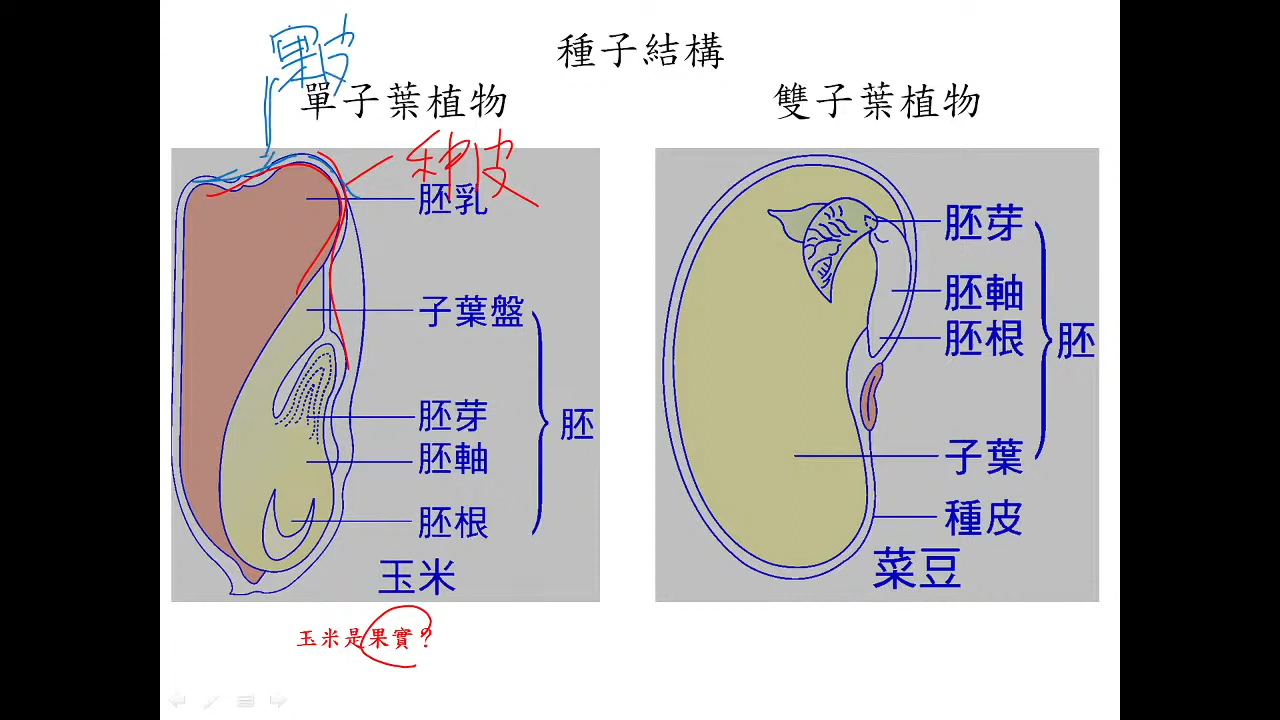 種子結構
果皮
單子葉植物
雙子葉植物
种皮
胚乳
子葉盤
胚芽
胚軸
胚根
胚
玉米
玉米是果實?
胚芽
胚軸
胚根
子葉
胚
種皮
菜豆